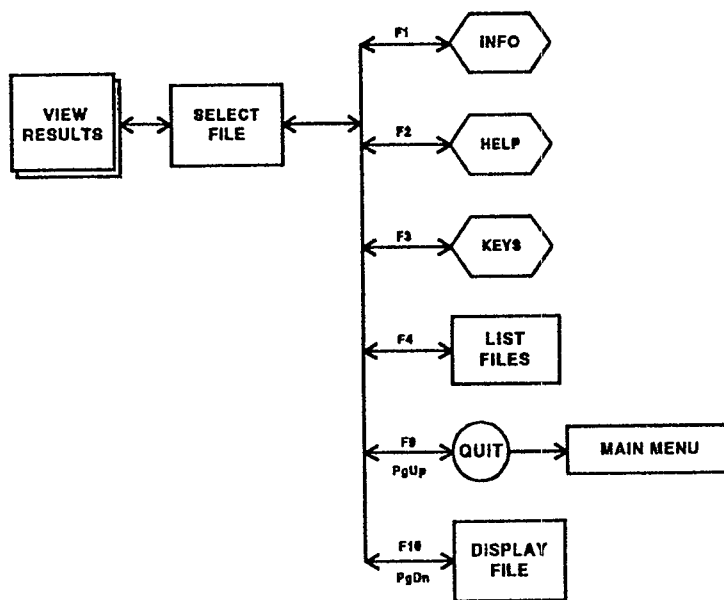 F1
INFO
VIEW
RESULTS
SELECT
FILE
F2
HELP
F3
KEYS
F4
LIST
FILES
F9
PgUp
QUIT
MAIN MENU
F10
PgDn
DISPLAY
FILE